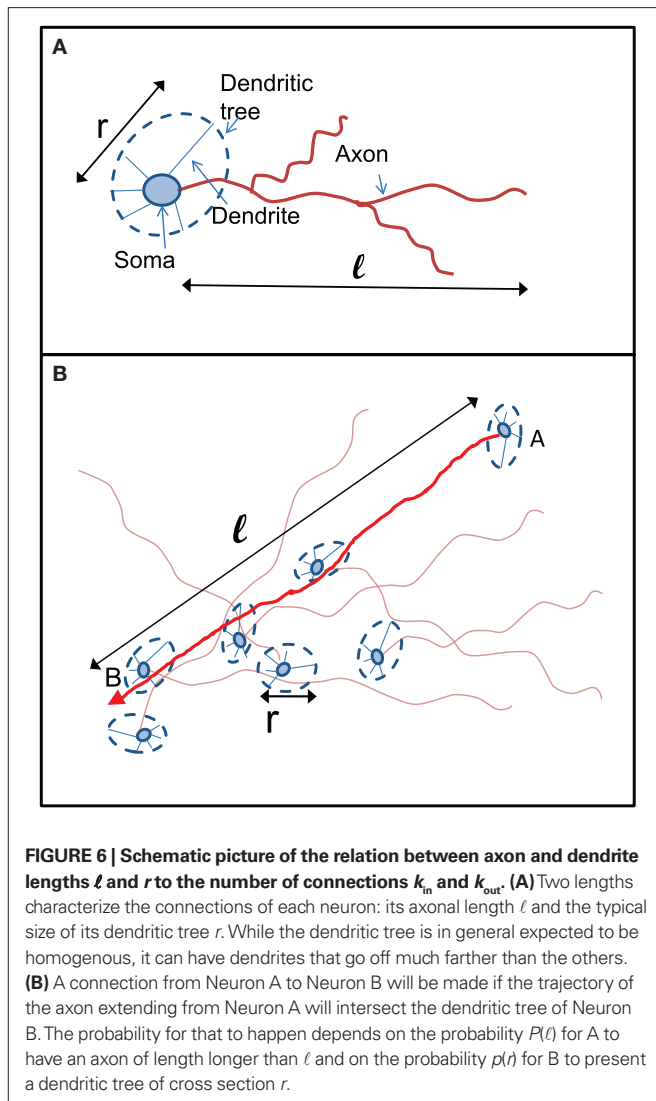 A
Dendritic
tree
r
Axon
Dendrite
Soma
ℓ
B
A
ℓ
B
r
FIGURE 6 | Schematic picture of the relation between axon and dendrite
lengths ℓ and r to the number of connections k_in and k_out. (A) Two lengths
characterize the connections of each neuron: its axonal length ℓ and the typical
size of its dendritic tree r. While the dendritic tree is in general expected to be
homogenous, it can have dendrites that go off much farther than the others.
(B) A connection from Neuron A to Neuron B will be made if the trajectory of
the axon extending from Neuron A will intersect the dendritic tree of Neuron
B. The probability for that to happen depends on the probability P(ℓ) for A to
have an axon of length longer than ℓ and on the probability p(r) for B to present
a dendritic tree of cross section r.